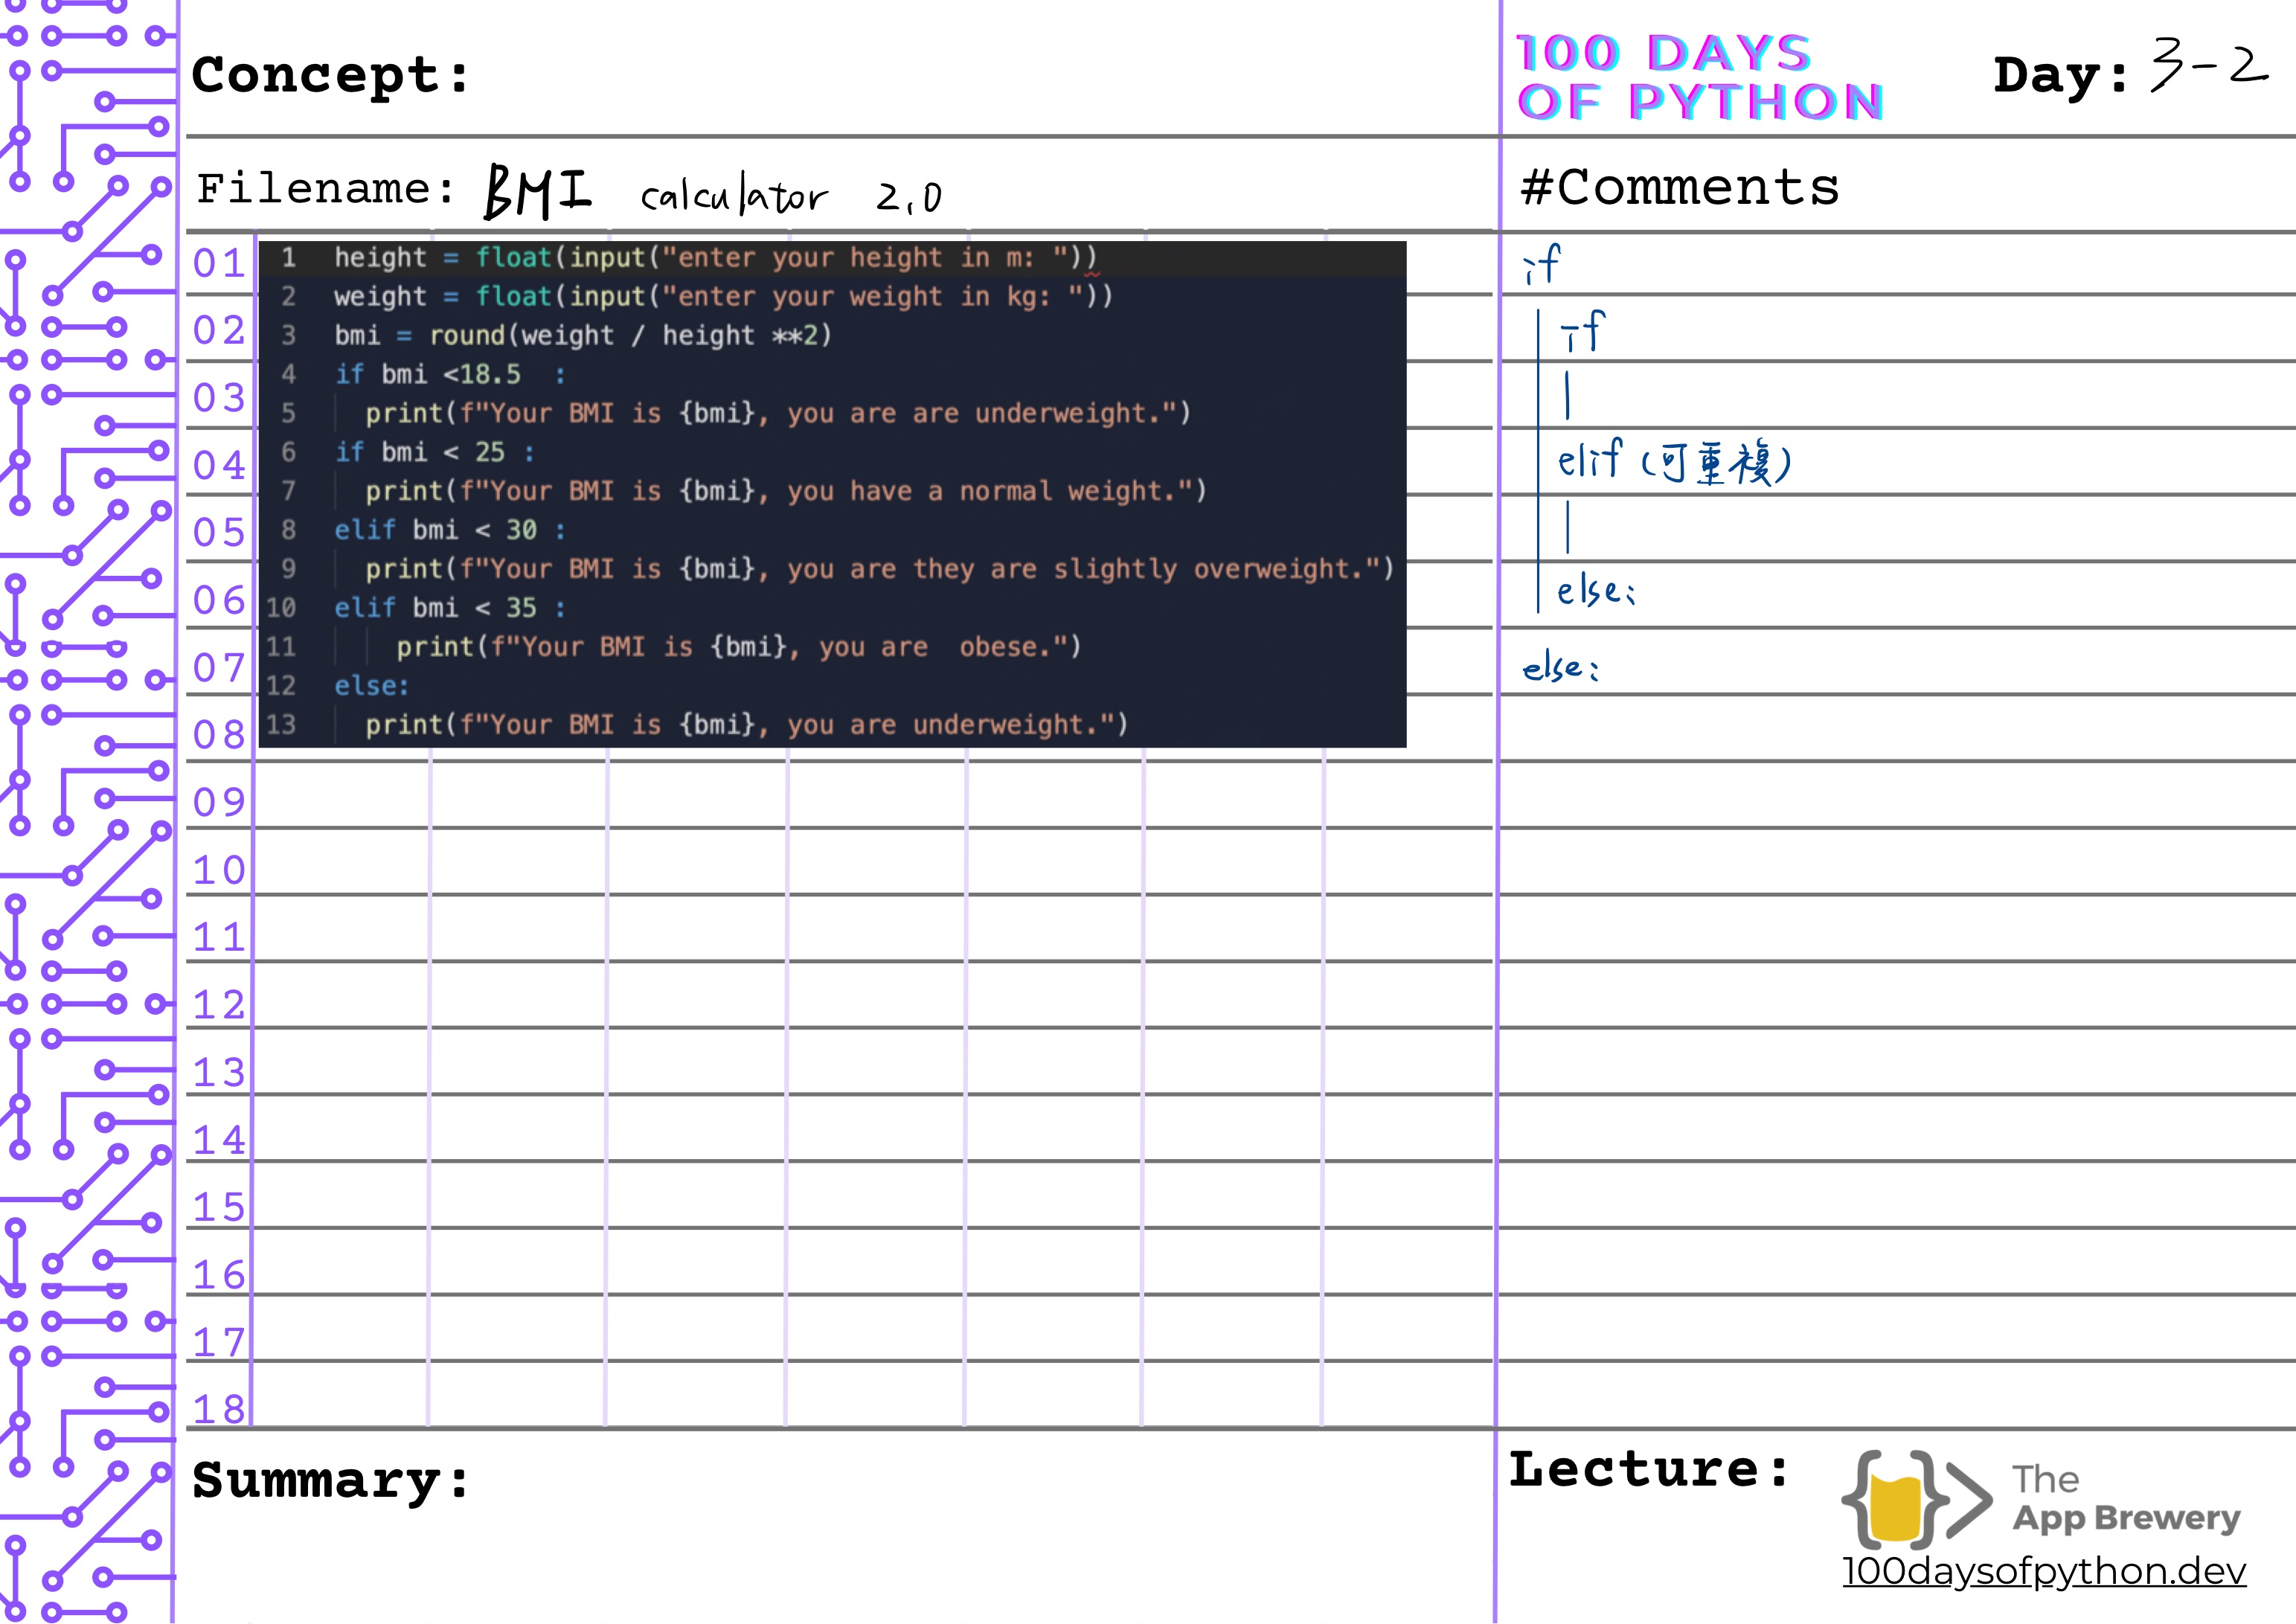 Concept:
100 DAYS
OF PYTHON
Day: 3-2
Filename: BMI calculator 2.0
#Comments
01
02
03
04
05
06
07
08
09
10
11
12
13
14
15
16
17
18
1 height = float(input("enter your height in m: "))
2 weight = float(input("enter your weight in kg: "))
3 bmi = round(weight / height **2)
4 if bmi <18.5  :
5   print(f"Your BMI is {bmi}, you are are underweight.")
6 if bmi < 25 :
7   print(f"Your BMI is {bmi}, you have a normal weight.")
8 elif bmi < 30 :
9   print(f"Your BMI is {bmi}, you are they are slightly overweight.")
10 elif bmi < 35 :
11     print(f"Your BMI is {bmi}, you are  obese.")
12 else:
13   print(f"Your BMI is {bmi}, you are underweight.")
if
if
elif (可重複)
else:
else:
Summary:
Lecture:
The
App Brewery
100daysofpython.dev